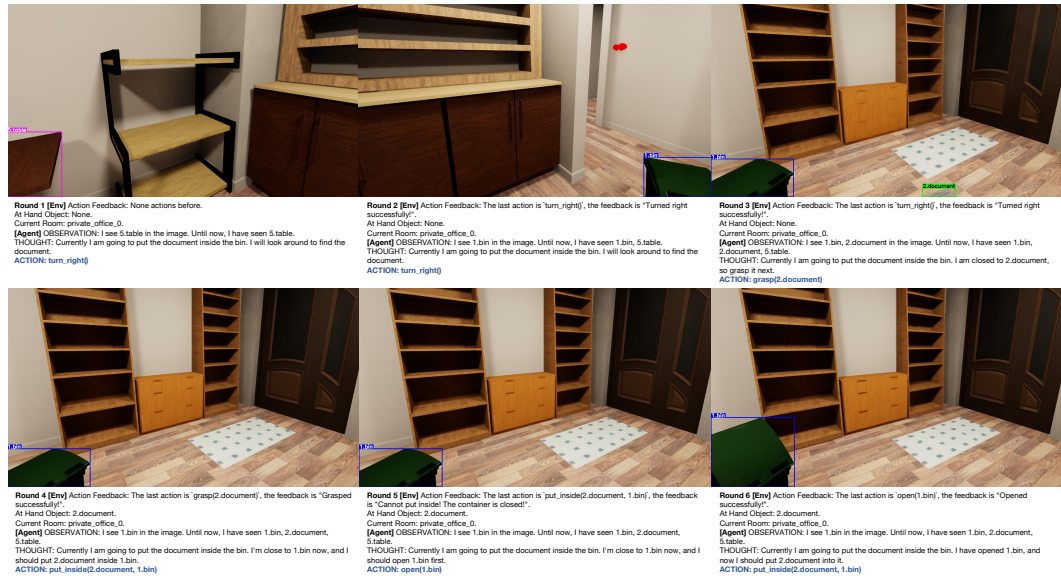 5.table
1.bin
1.bin
2.document
Round 1 [Env] Action Feedback: None actions before.
At Hand Object: None.
Current Room: private_office_0.
[Agent] OBSERVATION: I see 5.table in the image. Until now, I have seen 5.table.
THOUGHT: Currently I am going to put the document inside the bin. I will look around to find the
document.
ACTION: turn_right()
Round 2 [Env] Action Feedback: The last action is `turn_right()`, the feedback is "Turned right
successfully!".
At Hand Object: None.
Current Room: private_office_0.
[Agent] OBSERVATION: I see 1.bin in the image. Until now, I have seen 1.bin, 5.table.
THOUGHT: Currently I am going to put the document inside the bin. I will look around to find the
document.
ACTION: turn_right()
Round 3 [Env] Action Feedback: The last action is `turn_right()`, the feedback is "Turned right
successfully!".
At Hand Object: None.
Current Room: private_office_0.
[Agent] OBSERVATION: I see 1.bin, 2.document in the image. Until now, I have seen 1.bin,
2.document, 5.table.
THOUGHT: Currently I am going to put the document inside the bin. I am closed to 2.document,
so grasp it next.
ACTION: grasp(2.document)
1.bin
1.bin
1.bin
Round 4 [Env] Action Feedback: The last action is `grasp(2.document)`, the feedback is "Grasped
successfully!".
At Hand Object: 2.document.
Current Room: private_office_0.
[Agent] OBSERVATION: I see 1.bin in the image. Until now, I have seen 1.bin, 2.document,
5.table.
THOUGHT: Currently I am going to put the document inside the bin. I'm close to 1.bin now, and I
should put 2.document inside 1.bin.
ACTION: put_inside(2.document, 1.bin)
Round 5 [Env] Action Feedback: The last action is `put_inside(2.document, 1.bin)`, the feedback
is "Cannot put inside! The container is closed!".
At Hand Object: 2.document.
Current Room: private_office_0.
[Agent] OBSERVATION: I see 1.bin in the image. Until now, I have seen 1.bin, 2.document,
5.table.
THOUGHT: Currently I am going to put the document inside the bin. I'm close to 1.bin now, and I
should open 1.bin first.
ACTION: open(1.bin)
Round 6 [Env] Action Feedback: The last action is `open(1.bin)`, the feedback is "Opened
successfully!".
At Hand Object: 2.document.
Current Room: private_office_0.
[Agent] OBSERVATION: I see 1.bin in the image. Until now, I have seen 1.bin, 2.document,
5.table.
THOUGHT: Currently I am going to put the document inside the bin. I have opened 1.bin, and
now I should put 2.document into it.
ACTION: put_inside(2.document, 1.bin)